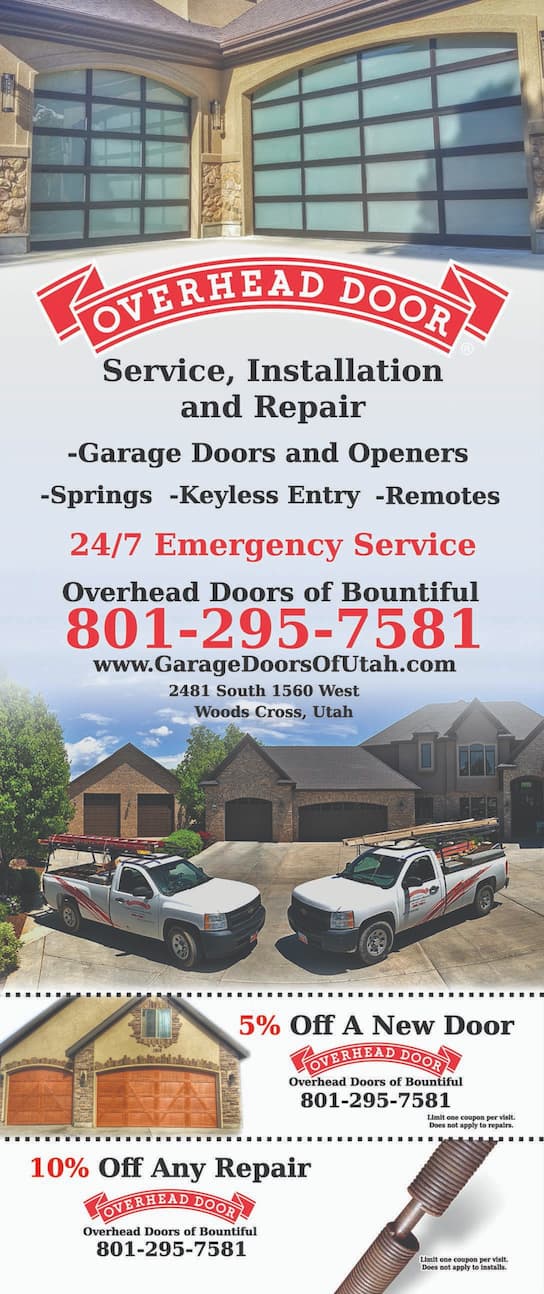 OVERHEAD DOOR
®
Service, Installation
and Repair
-Garage Doors and Openers
-Springs -Keyless Entry -Remotes
24/7 Emergency Service
Overhead Doors of Bountiful
801-295-7581
www.GarageDoorsOfUtah.com
2481 South 1560 West
Woods Cross, Utah
5% Off A New Door
OVERHEAD DOOR
Overhead Doors of Bountiful
801-295-7581
Limit one coupon per visit.
Does not apply to repairs.
10% Off Any Repair
OVERHEAD DOOR
Overhead Doors of Bountiful
801-295-7581
Limit one coupon per visit.
Does not apply to installs.